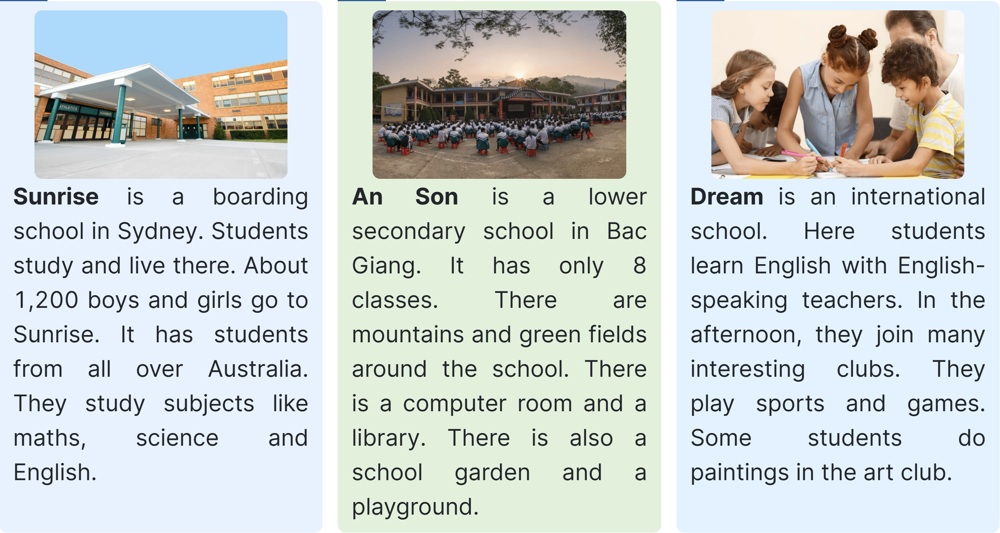 ATHLETICS
ACADEMICS
Sunrise is a boarding
school in Sydney. Students
study and live there. About
1,200 boys and girls go to
Sunrise. It has students
from all over Australia.
They study subjects like
maths, science and
English.
An Son is a lower
secondary school in Bac
Giang. It has only 8
classes. There are
mountains and green fields
around the school. There
is a computer room and a
library. There is also a
school garden and a
playground.
Dream is an international
school. Here students
learn English with English-
speaking teachers. In the
afternoon, they join many
interesting clubs. They
play sports and games.
Some students do
paintings in the art club.